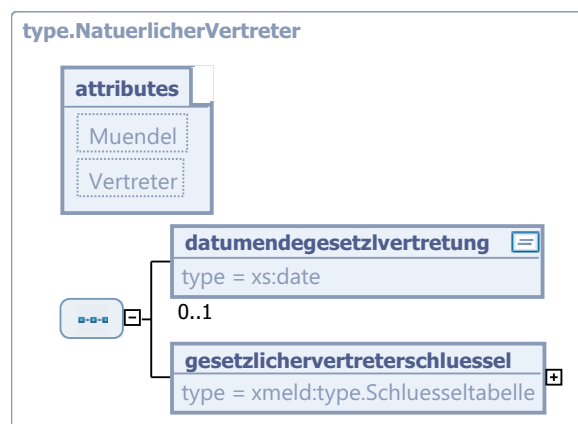 type.NatuerlicherVertreter
attributes
Muendel
Vertreter
datumendegesetzlvertretung
type = xs:date
0..1
gesetzlichervertreterschluessel
type = xmeld:type.Schluesseltabelle